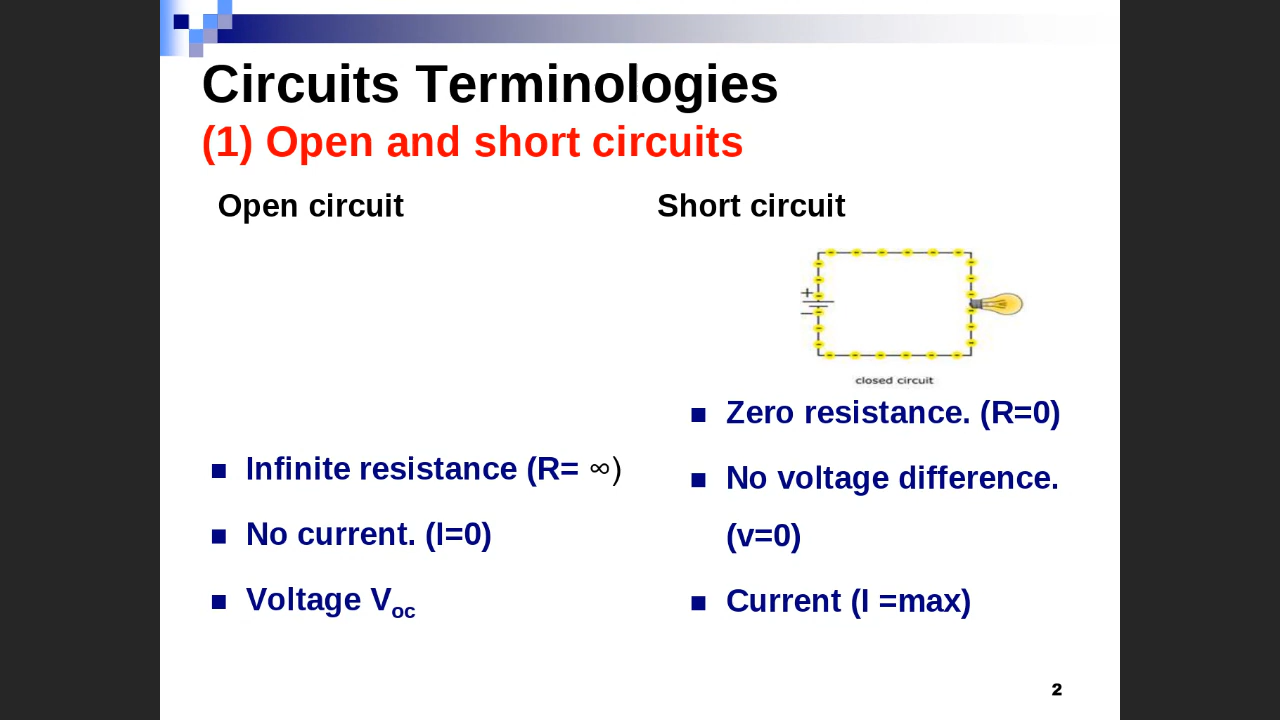 Circuits Terminologies
(1) Open and short circuits
Open circuit
Infinite resistance (R= ∞)
No current. (I=0)
Voltage Voc
Short circuit
+
−
closed circuit
Zero resistance. (R=0)
No voltage difference.
(v=0)
Current (I =max)
2